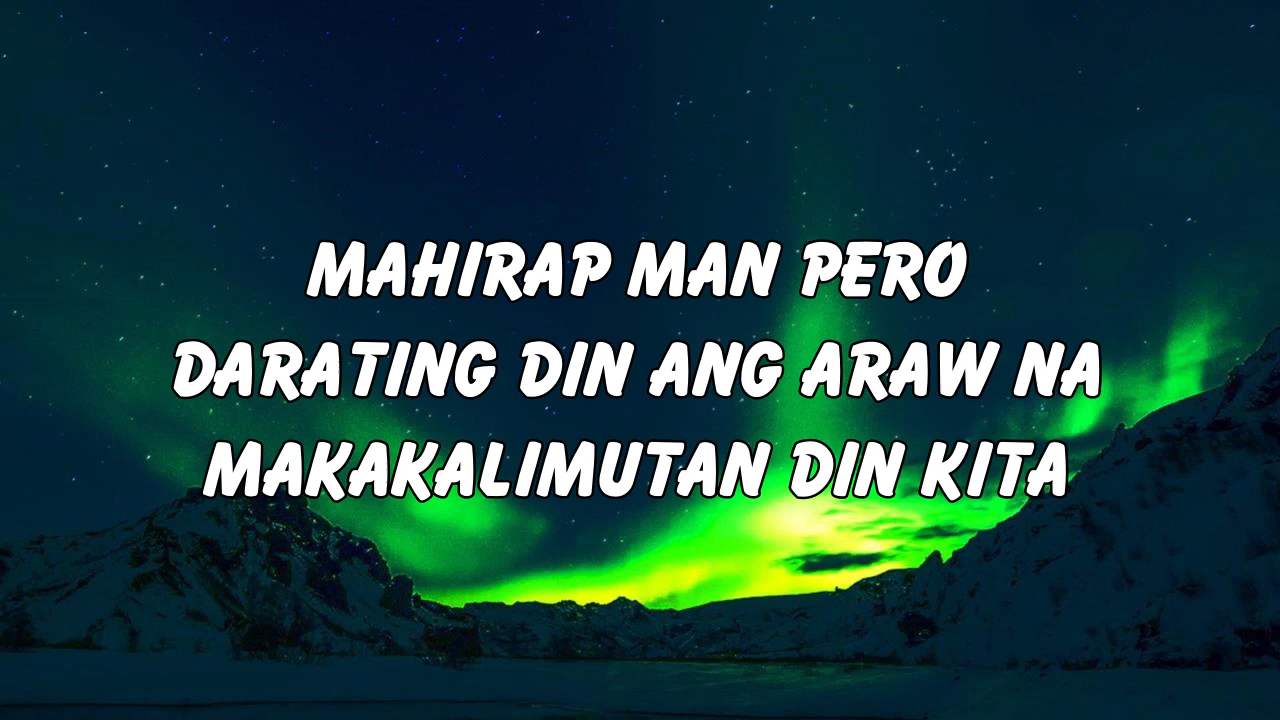 MAHIRAP MAN PERO
DARATING DIN ANG ARAW NA
MAKAKALIMUTAN DIN KITA